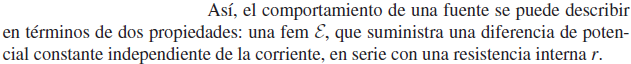 Así, el comportamiento de una fuente se puede describir
en términos de dos propiedades: una fem ℰ, que suministra una diferencia de poten-
cial constante independiente de la corriente, en serie con una resistencia interna r.